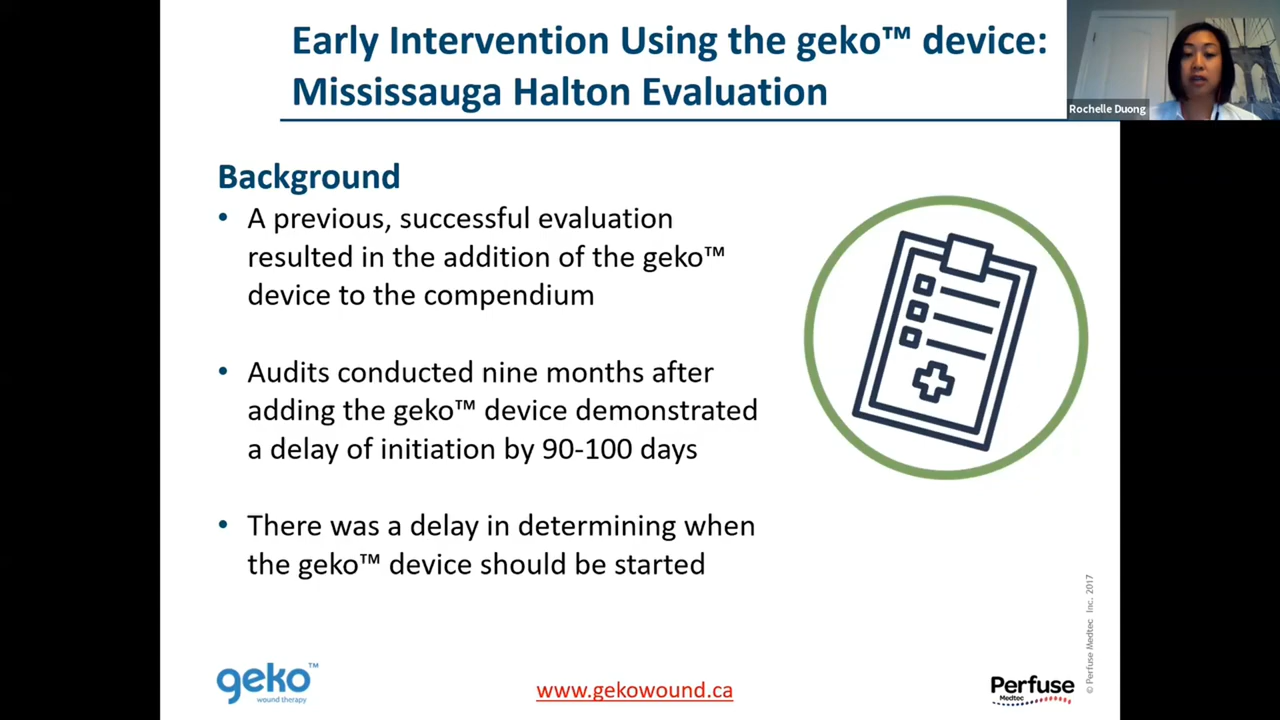 Early Intervention Using the geko™ device:
Mississauga Halton Evaluation
Rochelle Duong
Background
• A previous, successful evaluation
resulted in the addition of the geko™
device to the compendium
• Audits conducted nine months after
adding the geko™ device demonstrated
a delay of initiation by 90-100 days
• There was a delay in determining when
the geko™ device should be started
© Perfuse Medtec Inc. 2017
geko™
wound therapy
www.gekowound.ca
Perfuse
Medtec